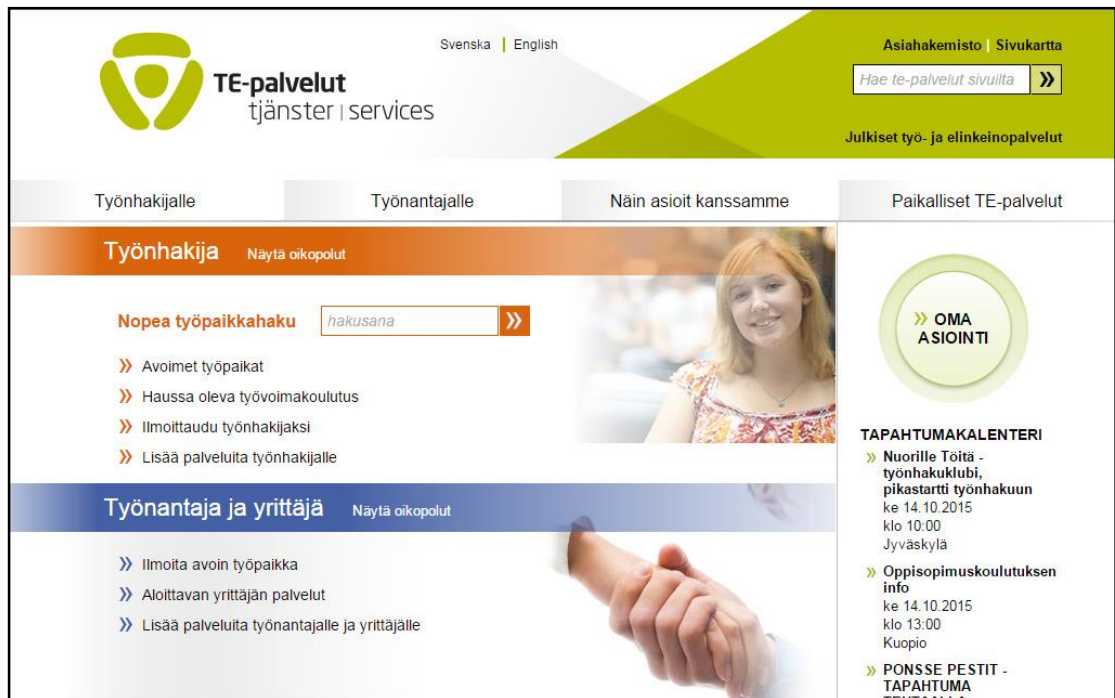 Svenska | English
Asiahakemisto | Sivukartta
TE-palvelut
tjänster | services
Hae te-palvelut sivuilta »
Julkiset työ- ja elinkeinopalvelut
Työnhakijalle
Työnantajalle
Näin asioit kanssamme
Paikalliset TE-palvelut
Työnhakija Näytä oikopolut
Nopea työpaikkahaku hakusana »
» Avoimet työpaikat
» Haussa oleva työvoimakoulutus
» Ilmoittaudu työnhakijaksi
» Lisää palveluita työnhakijalle
Työnantaja ja yrittäjä Näytä oikopolut
» Ilmoita avoin työpaikka
» Aloittavan yrittäjän palvelut
» Lisää palveluita työnantajalle ja yrittäjälle
» OMA
ASIOINTI
TAPAHTUMAKALENTERI
» Nuorille Töitä -
työnhakuklubi,
pikastartti työnhakuun
ke 14.10.2015
klo 10:00
Jyväskylä
» Oppisopimuskoulutuksen
info
ke 14.10.2015
klo 13:00
Kuopio
» PONSSE PESTIT -
TAPAHTUMA